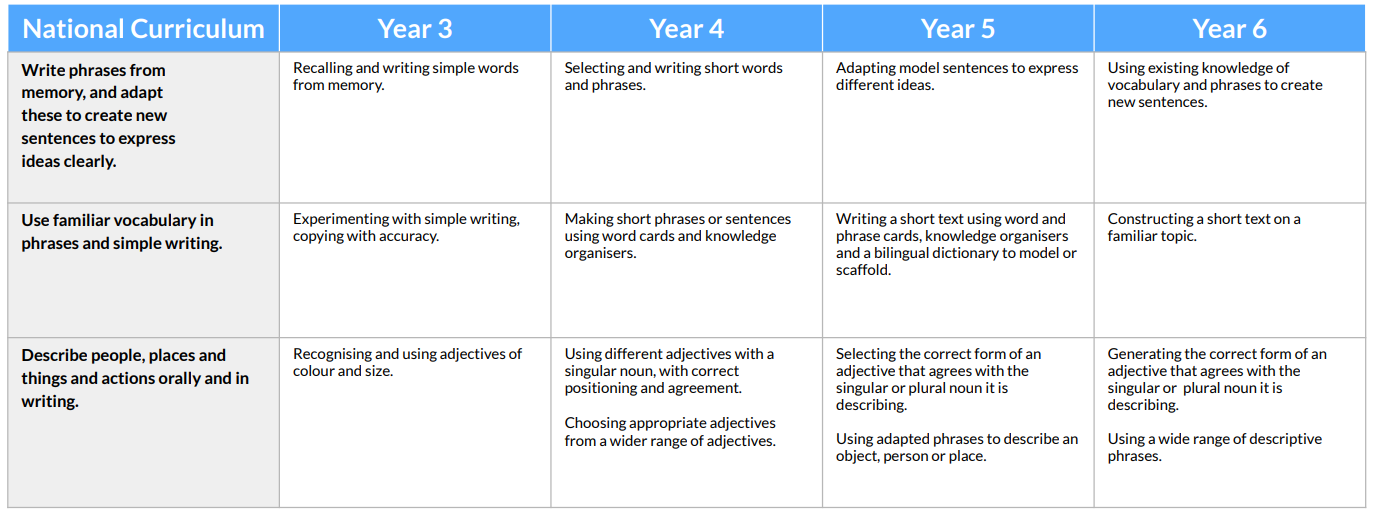 National Curriculum
Year 3
Year 4
Year 5
Year 6
Write phrases from
memory, and adapt
these to create new
sentences to express
ideas clearly.
Recalling and writing simple words
from memory.
Selecting and writing short words
and phrases.
Adapting model sentences to express
different ideas.
Using existing knowledge of
vocabulary and phrases to create
new sentences.
Use familiar vocabulary in
phrases and simple writing.
Experimenting with simple writing,
copying with accuracy.
Making short phrases or sentences
using word cards and knowledge
organisers.
Writing a short text using word and
phrase cards, knowledge organisers
and a bilingual dictionary to model or
scaffold.
Constructing a short text on a
familiar topic.
Describe people, places and
things and actions orally and in
writing.
Recognising and using adjectives of
colour and size.
Using different adjectives with a
singular noun, with correct
positioning and agreement.
Choosing appropriate adjectives
from a wider range of adjectives.
Selecting the correct form of an
adjective that agrees with the
singular or plural noun it is
describing.
Using adapted phrases to describe an
object, person or place.
Generating the correct form of an
adjective that agrees with the
singular or  plural noun it is
describing.
Using a wide range of descriptive
phrases.